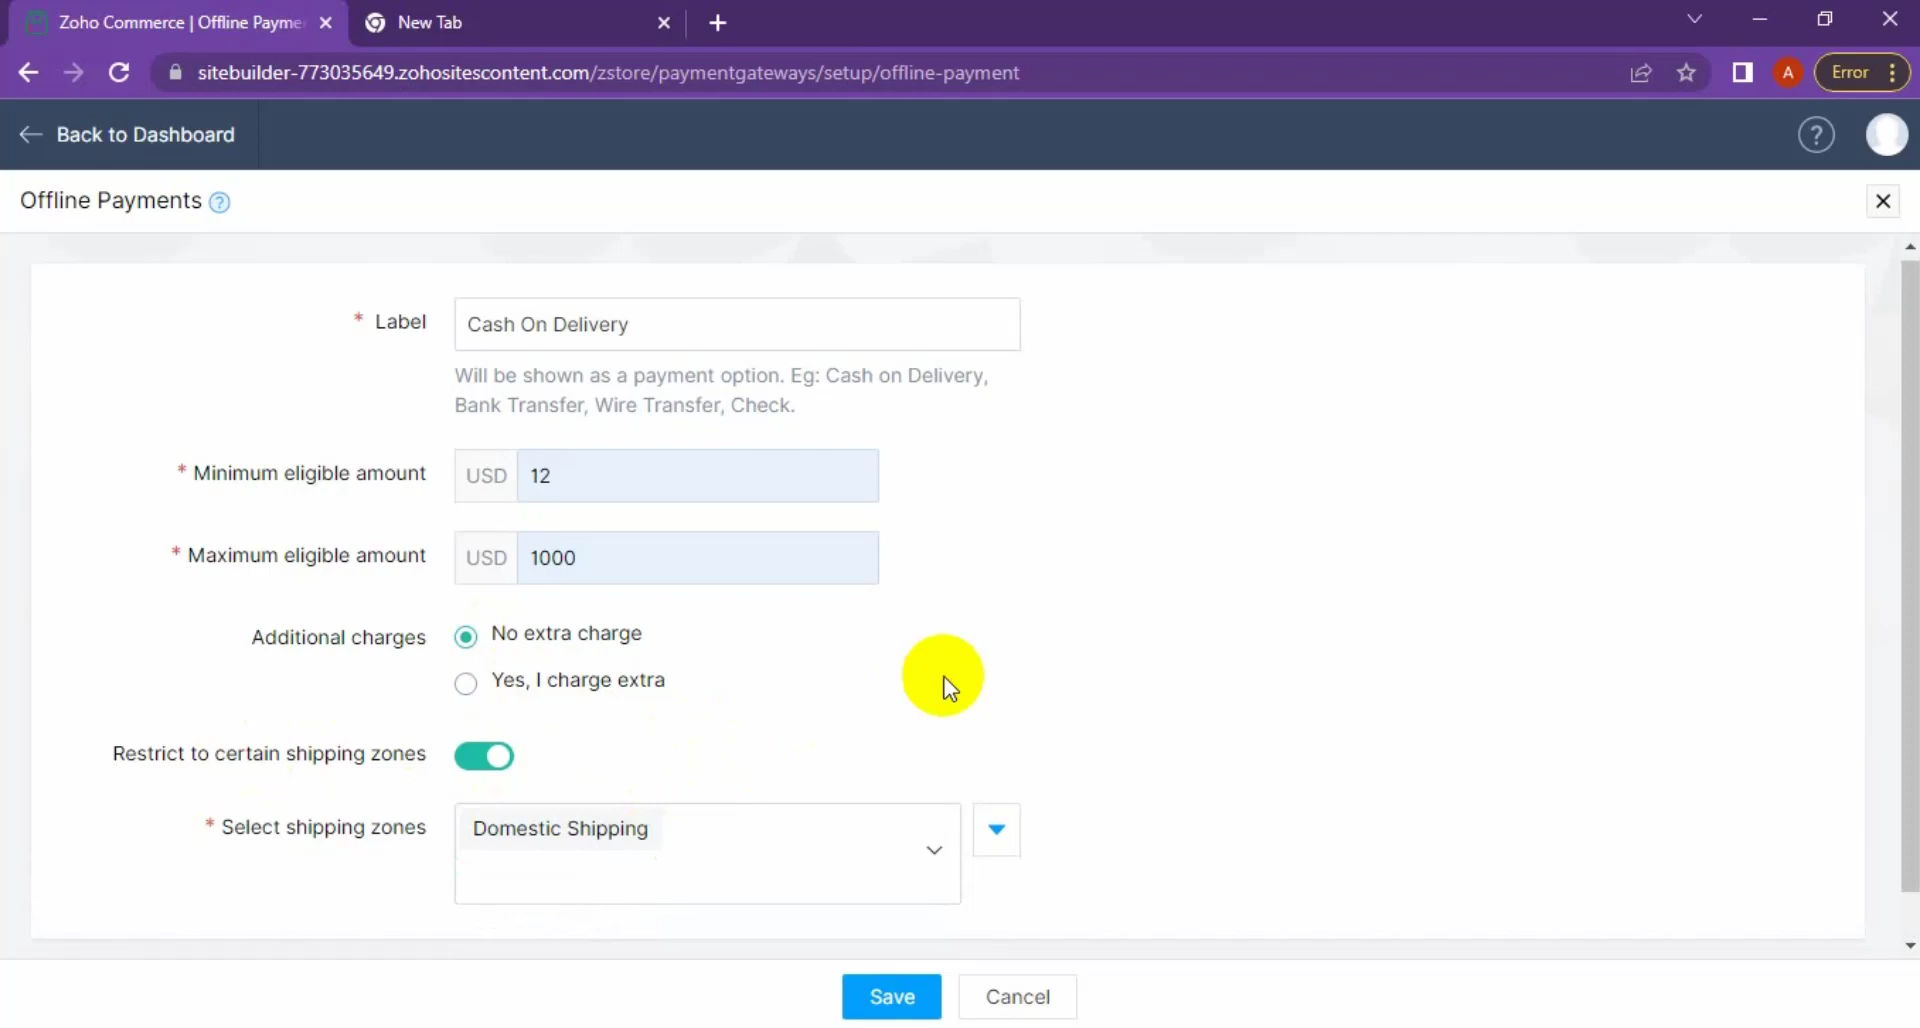 Zoho Commerce | Offline Payme
New Tab
sitebuilder-773035649.zohositescontent.com/zstore/paymentgateways/setup/offline-payment
A
Error
Back to Dashboard
?
Offline Payments ?
* Label
Cash On Delivery
Will be shown as a payment option. Eg: Cash on Delivery,
Bank Transfer, Wire Transfer, Check.
* Minimum eligible amount
USD 12
* Maximum eligible amount
USD 1000
Additional charges
No extra charge
Yes, I charge extra
Restrict to certain shipping zones
* Select shipping zones
Domestic Shipping
Save
Cancel